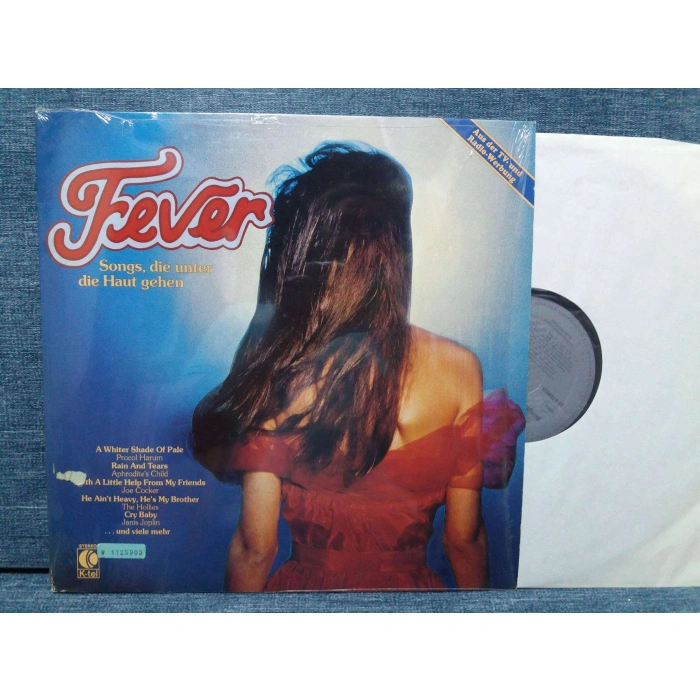 Fever
Songs, die unter
die Haut gehen
Aus der TV- und
Radio-Werbung
A Whiter Shade Of Pale
Procol Harum
Rain And Tears
Aphrodite's Child
th A Little Help From My Friends
Joe Cocker
He Ain't Heavy, He's My Brother
The Hollies
Cry Baby
Janis Joplin
... und viele mehr
STEREO
K-tel